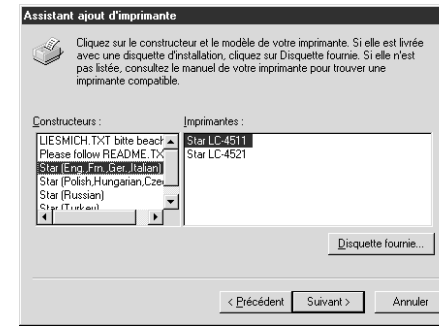 Assistant ajout d'imprimante
Cliquez sur le constructeur et le modèle de votre imprimante. Si elle est livrée
avec une disquette d'installation, cliquez sur Disquette fournie. Si elle n'est
pas listée, consultez le manuel de votre imprimante pour trouver une
imprimante compatible.
Constructeurs :
LIESMICH.TXT bitte beach
Please follow README.TX
Star (Eng.,Frn.,Ger.,Italian)
Star (Polish,Hungarian,Cze
Star (Russian)
Star (Turkey)
Imprimantes :
Star LC-4511
Star LC-4521
Disquette fournie...
< Précédent
Suivant >
Annuler